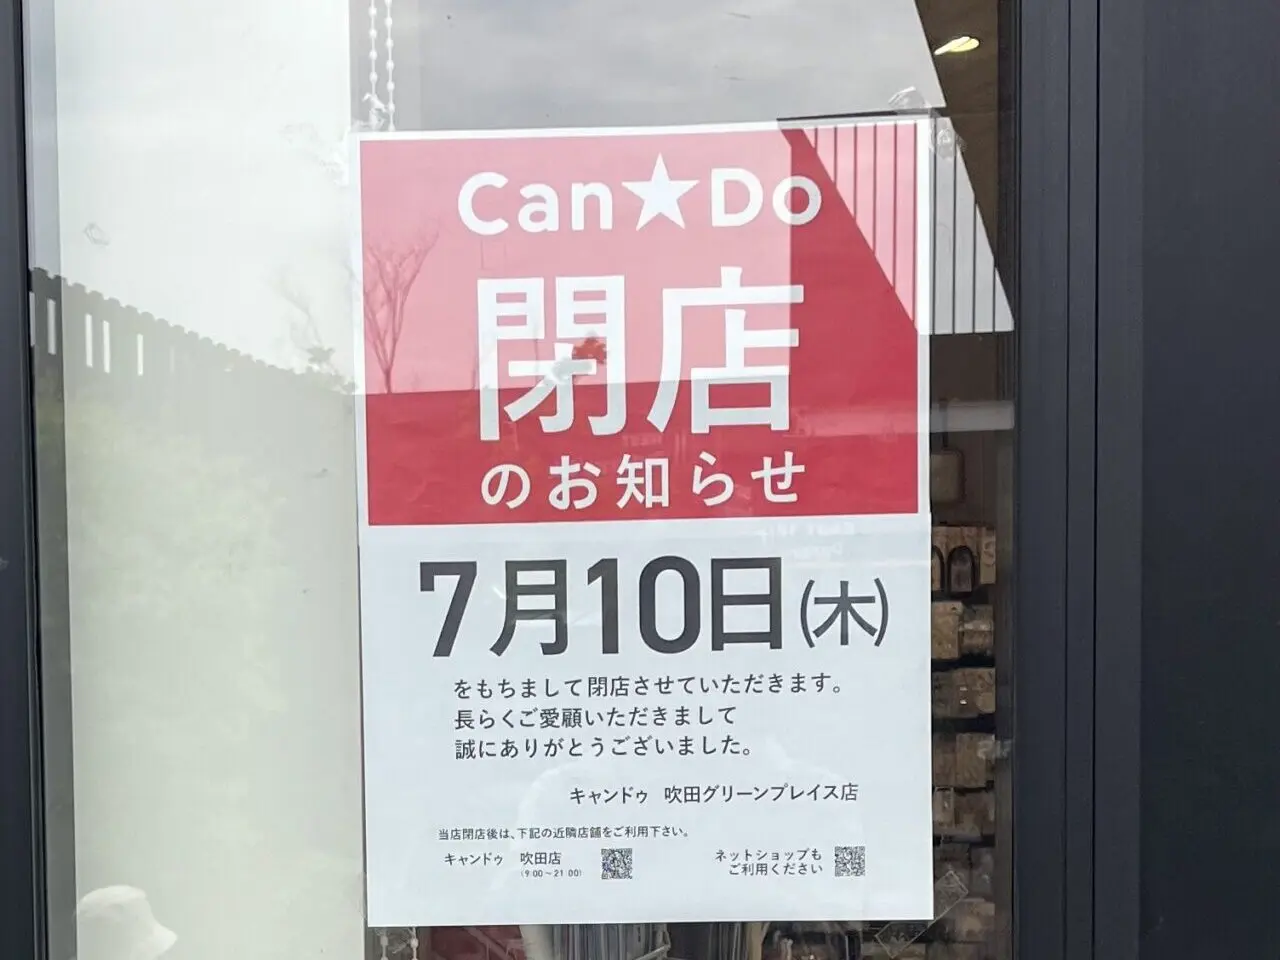 Can★Do
閉店
のお知らせ
7月10日(木)
をもちまして閉店させていただきます。
長らくご愛顧いただきまして
誠にありがとうございました。
キャンドゥ 吹田グリーンプレイス店
当店閉店後は、下記の近隣店舗をご利用下さい。
キャンドゥ 吹田店
(9:00～21:00)
ネットショップも
ご利用ください